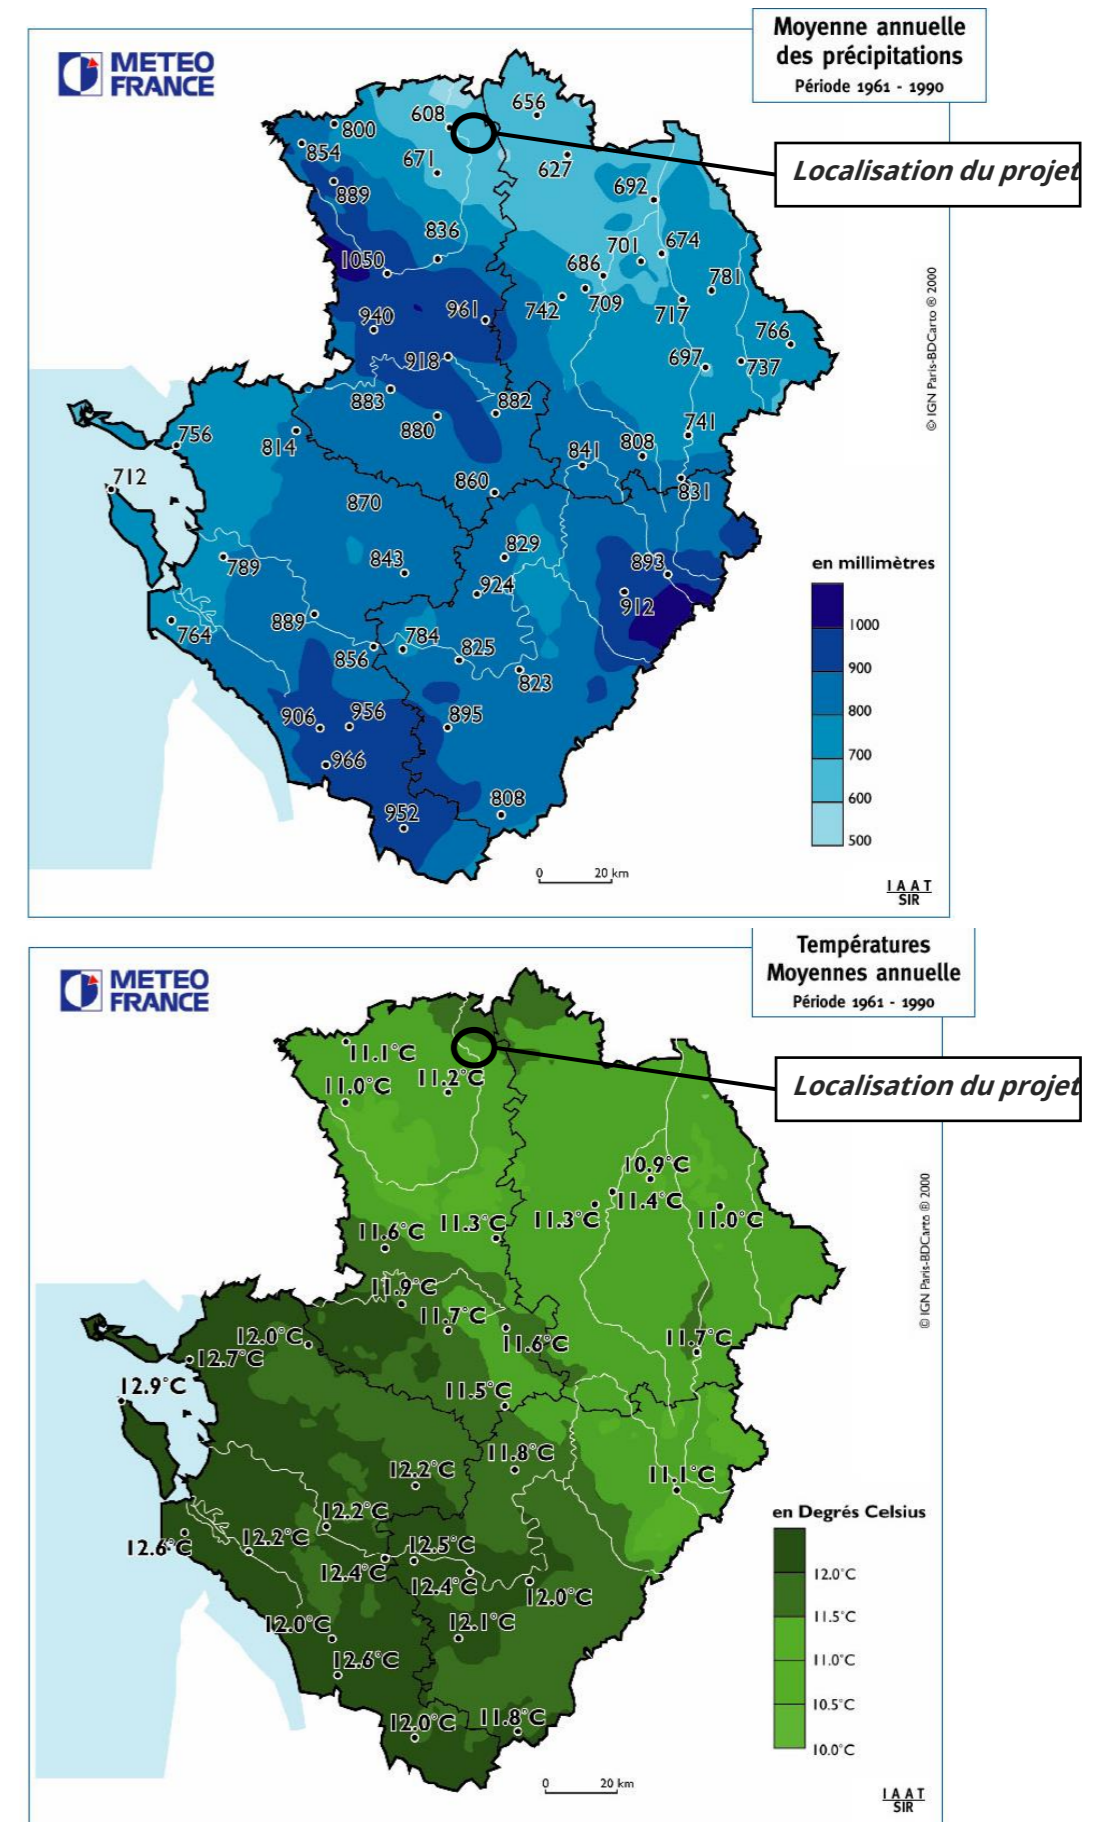 Moyenne annuelle
des précipitations
Période 1961 - 1990
METEO
FRANCE
656
608
800
854
671
627
Localisation du projet
889
692
836
701
674
1050
686
781
961
742
709
717
940
766
918
697
737
883
882
880
741
756
814
841
808
712
860
831
870
829
843
893
789
924
912
889
764
784
825
856
823
906
956
895
966
952
808
© IGN Paris-BDCarto ® 2000
en millimètres
1000
900
800
700
600
500
0 20 km
I A A T
SIR
Températures
Moyennes annuelle
Période 1961 - 1990
METEO
FRANCE
11.1°C
11.0°C
11.2°C
Localisation du projet
10.9°C
11.4°C
11.3°C
11.0°C
11.3°C
11.6°C
11.9°C
11.7°C
11.6°C
11.7°C
12.0°C
12.7°C
12.9°C
11.5°C
11.8°C
12.2°C
11.1°C
12.2°C
12.2°C
12.6°C
12.5°C
12.4°C
12.4°C
12.0°C
12.0°C
12.1°C
12.6°C
12.0°C
11.8°C
© IGN Paris-BDCarto ® 2000
en Degrés Celsius
12.0°C
11.5°C
11.0°C
10.5°C
10.0°C
0 20 km
I A A T
SIR